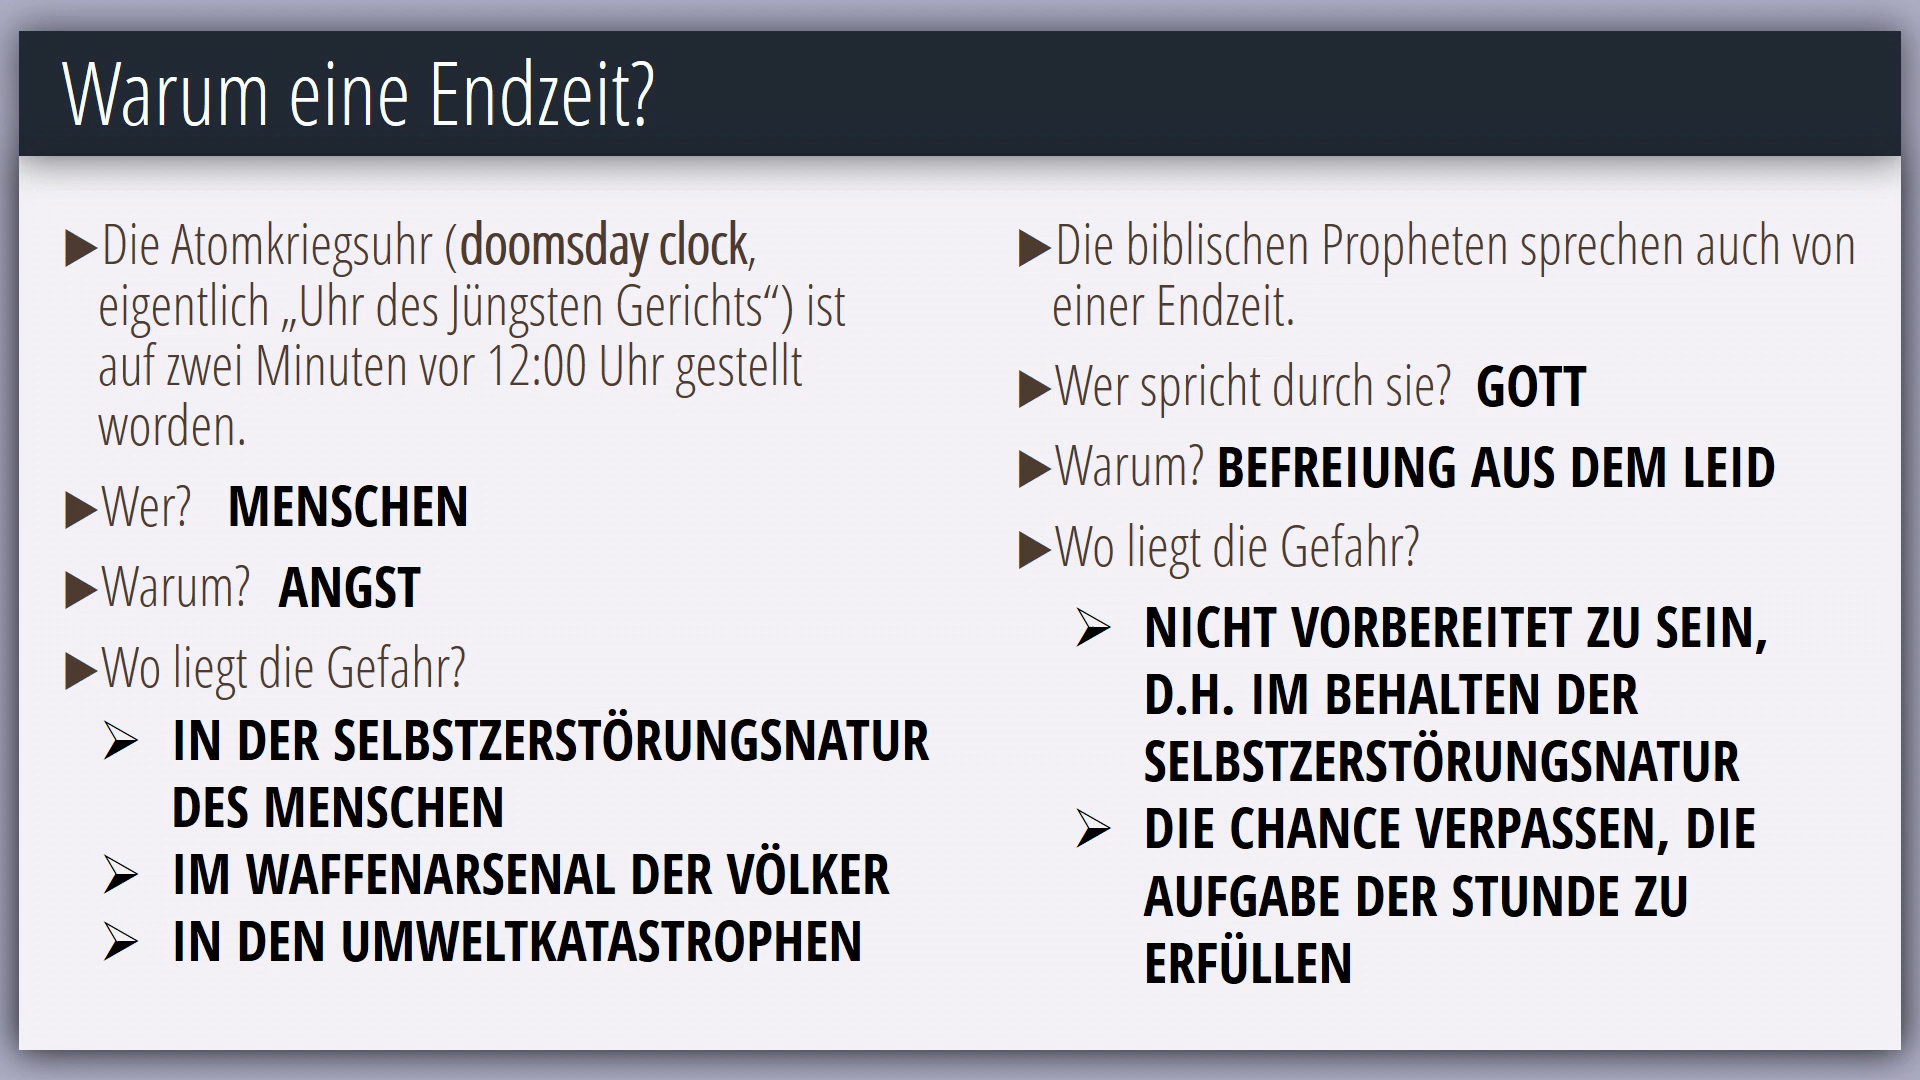 Warum eine Endzeit?
▶Die Atomkriegsuhr (doomsday clock,
eigentlich „Uhr des Jüngsten Gerichts“) ist
auf zwei Minuten vor 12:00 Uhr gestellt
worden.
▶Wer? MENSCHEN
▶Warum? ANGST
▶Wo liegt die Gefahr?
➢ IN DER SELBSTZERSTÖRUNGSNATUR
DES MENSCHEN
➢ IM WAFFENARSENAL DER VÖLKER
➢ IN DEN UMWELTKATASTROPHEN
▶Die biblischen Propheten sprechen auch von
einer Endzeit.
▶Wer spricht durch sie? GOTT
▶Warum? BEFREIUNG AUS DEM LEID
▶Wo liegt die Gefahr?
➢ NICHT VORBEREITET ZU SEIN,
D.H. IM BEHALTEN DER
SELBSTZERSTÖRUNGSNATUR
➢ DIE CHANCE VERPASSEN, DIE
AUFGABE DER STUNDE ZU
ERFÜLLEN